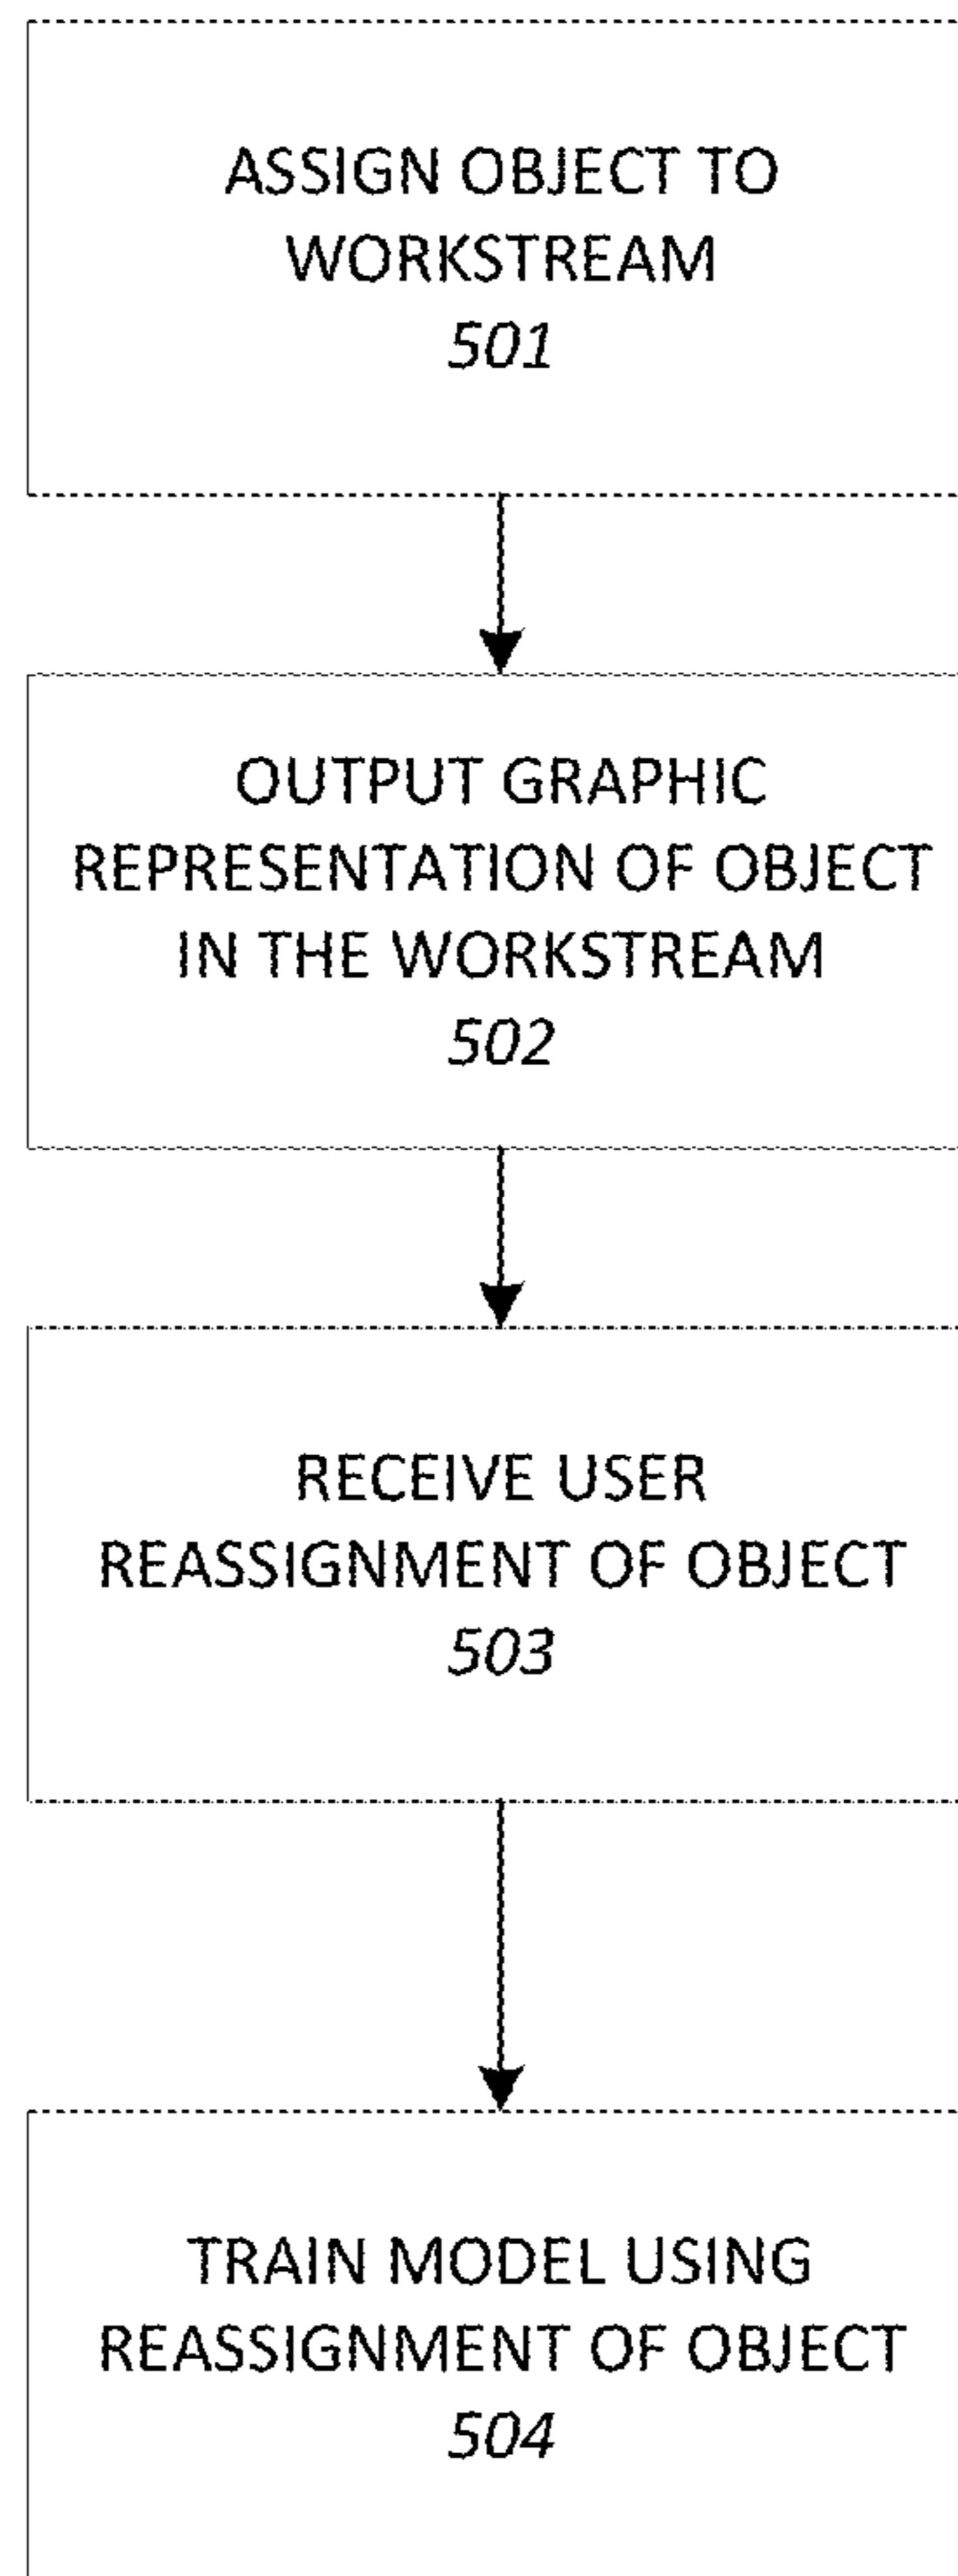 ASSIGN OBJECT TO
WORKSTREAM
501
OUTPUT GRAPHIC
REPRESENTATION OF OBJECT
IN THE WORKSTREAM
502
RECEIVE USER
REASSIGNMENT OF OBJECT
503
TRAIN MODEL USING
REASSIGNMENT OF OBJECT
504